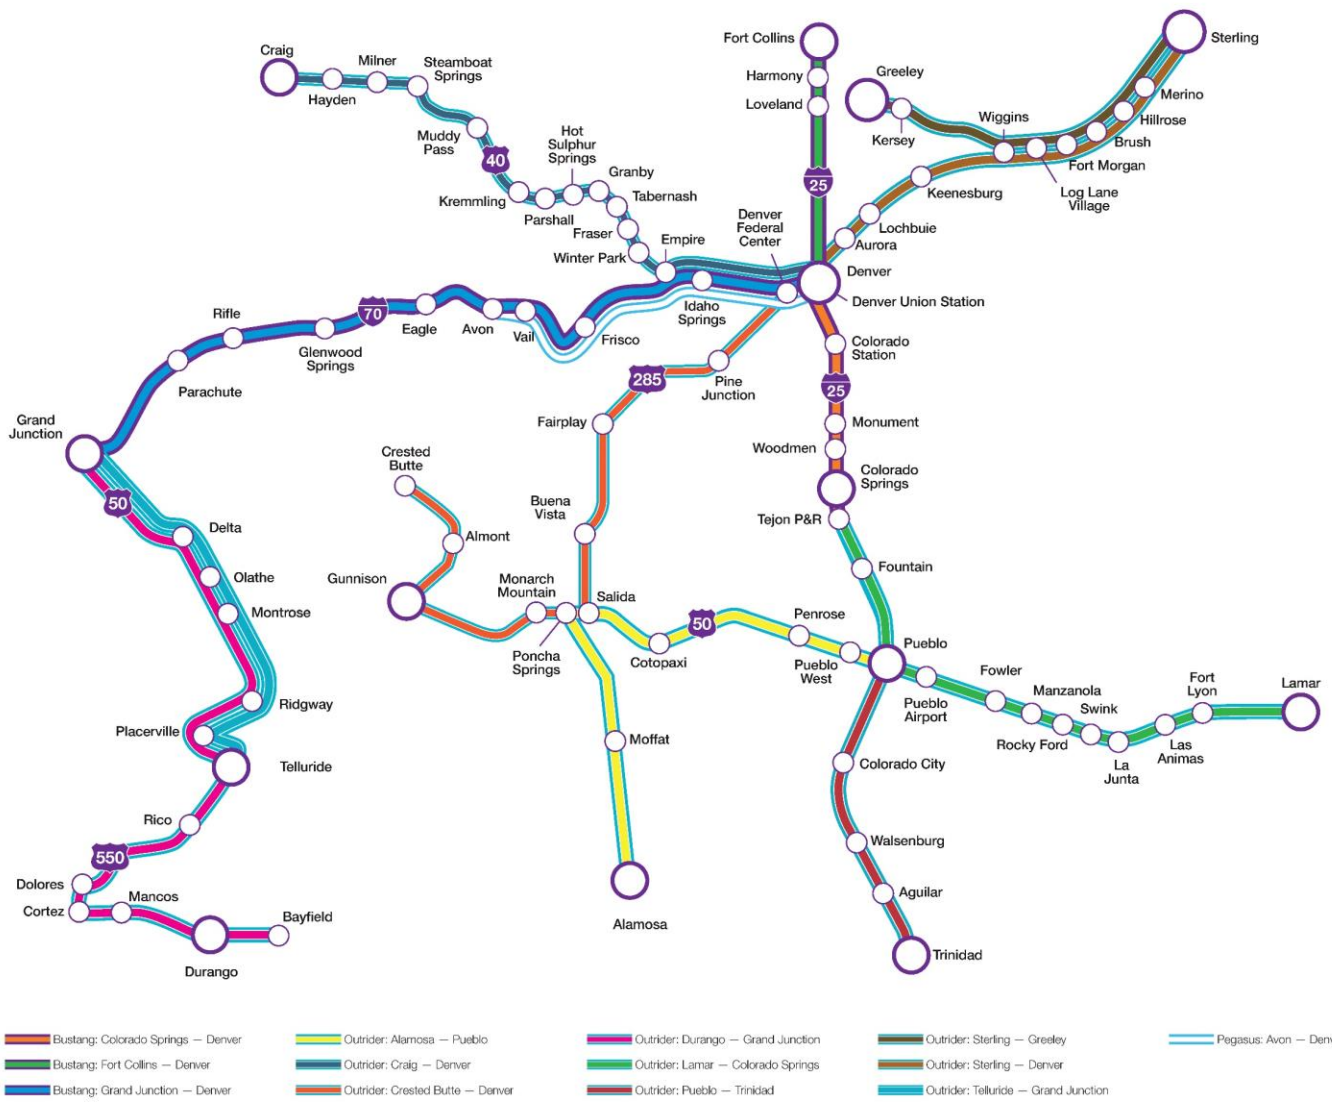 Craig
Hayden
Milner
Steamboat
Springs
Muddy
Pass
40
Kremmling
Parshall
Hot
Sulphur
Springs
Granby
Tabernash
Fraser
Winter Park
Empire
Denver
Federal
Center
Fort Collins
Harmony
Loveland
25
Greeley
Kersey
Wiggins
Sterling
Merino
Hillrose
Brush
Fort Morgan
Log Lane
Village
Keenesburg
Lochbuie
Aurora
Denver
Denver Union Station
Idaho
Springs
Frisco
Vail
Avon
Eagle
70
Glenwood
Springs
Rifle
Parachute
Grand
Junction
50
Delta
Olathe
Montrose
Ridgway
Placerville
Telluride
Rico
550
Dolores
Cortez
Mancos
Durango
Bayfield
Pine
Junction
285
Fairplay
Buena
Vista
Crested
Butte
Almont
Gunnison
Monarch
Mountain
Poncha
Springs
Salida
Cotopaxi
50
Penrose
Pueblo
West
Moffat
Alamosa
Colorado
Station
25
Monument
Woodmen
Colorado
Springs
Tejon P&R
Fountain
Pueblo
Pueblo
Airport
Fowler
Manzanola
Rocky Ford
Swink
La
Junta
Las
Animas
Fort
Lyon
Lamar
Colorado City
Walsenburg
Aguilar
Trinidad
Bustang: Colorado Springs — Denver
Bustang: Fort Collins — Denver
Bustang: Grand Junction — Denver
Outrider: Alamosa — Pueblo
Outrider: Craig — Denver
Outrider: Crested Butte — Denver
Outrider: Durango — Grand Junction
Outrider: Lamar — Colorado Springs
Outrider: Pueblo — Trinidad
Outrider: Sterling — Greeley
Outrider: Sterling — Denver
Outrider: Telluride — Grand Junction
Pegasus: Avon — Den